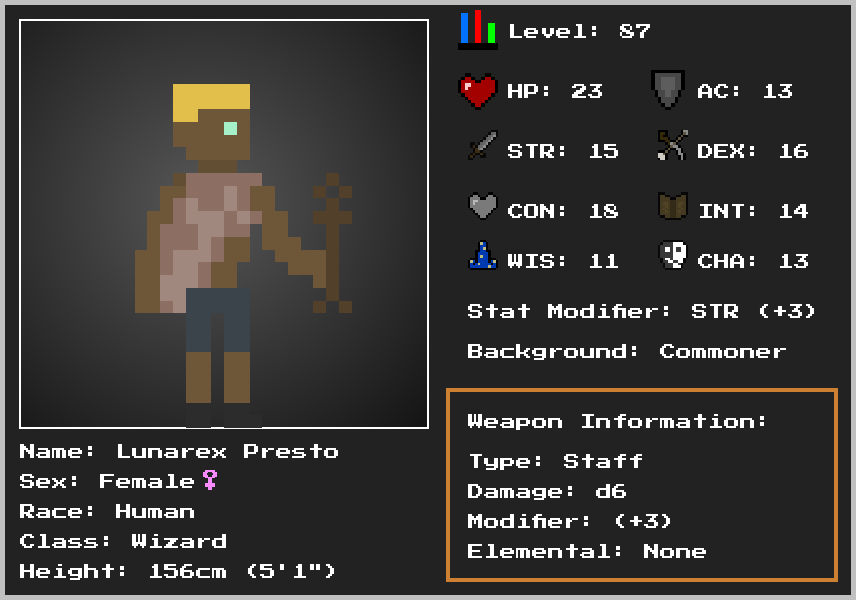 Level: 87
HP: 23 AC: 13
STR: 15 DEX: 16
CON: 18 INT: 14
WIS: 11 CHA: 13
Stat Modifier: STR (+3)
Background: Commoner
Weapon Information:
Type: Staff
Damage: d6
Modifier: (+3)
Elemental: None
Name: Lunarex Presto
Sex: Female♀
Race: Human
Class: Wizard
Height: 156cm (5'1")